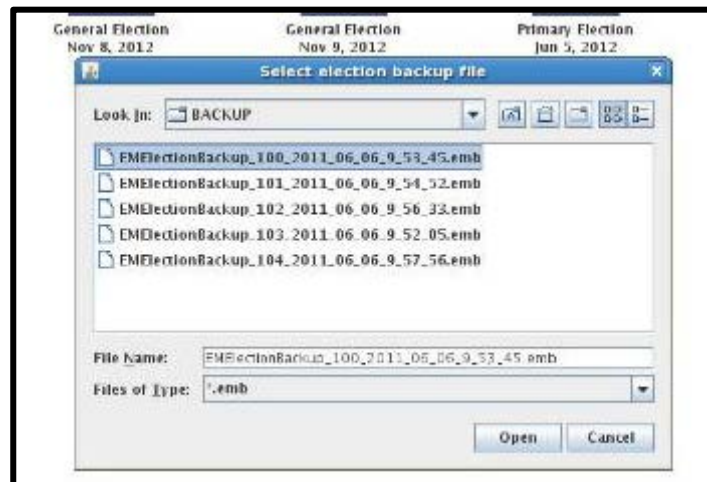 General Election General Election Primary Election
Nov 8, 2012 Nov 9, 2012 Jun 5, 2012
Select election backup file
Look In: BACKUP
EMElectionBackup_100_2011_06_06_9_53_45.emb
EMElectionBackup_101_2011_06_06_9_54_52.emb
EMElectionBackup_102_2011_06_06_9_56_33.emb
EMElectionBackup_103_2011_06_06_9_52_05.emb
EMElectionBackup_104_2011_06_06_9_57_56.emb
File Name: EMElectionBackup_100_2011_06_06_9_53_45.emb
Files of Type: *.emb
Open Cancel